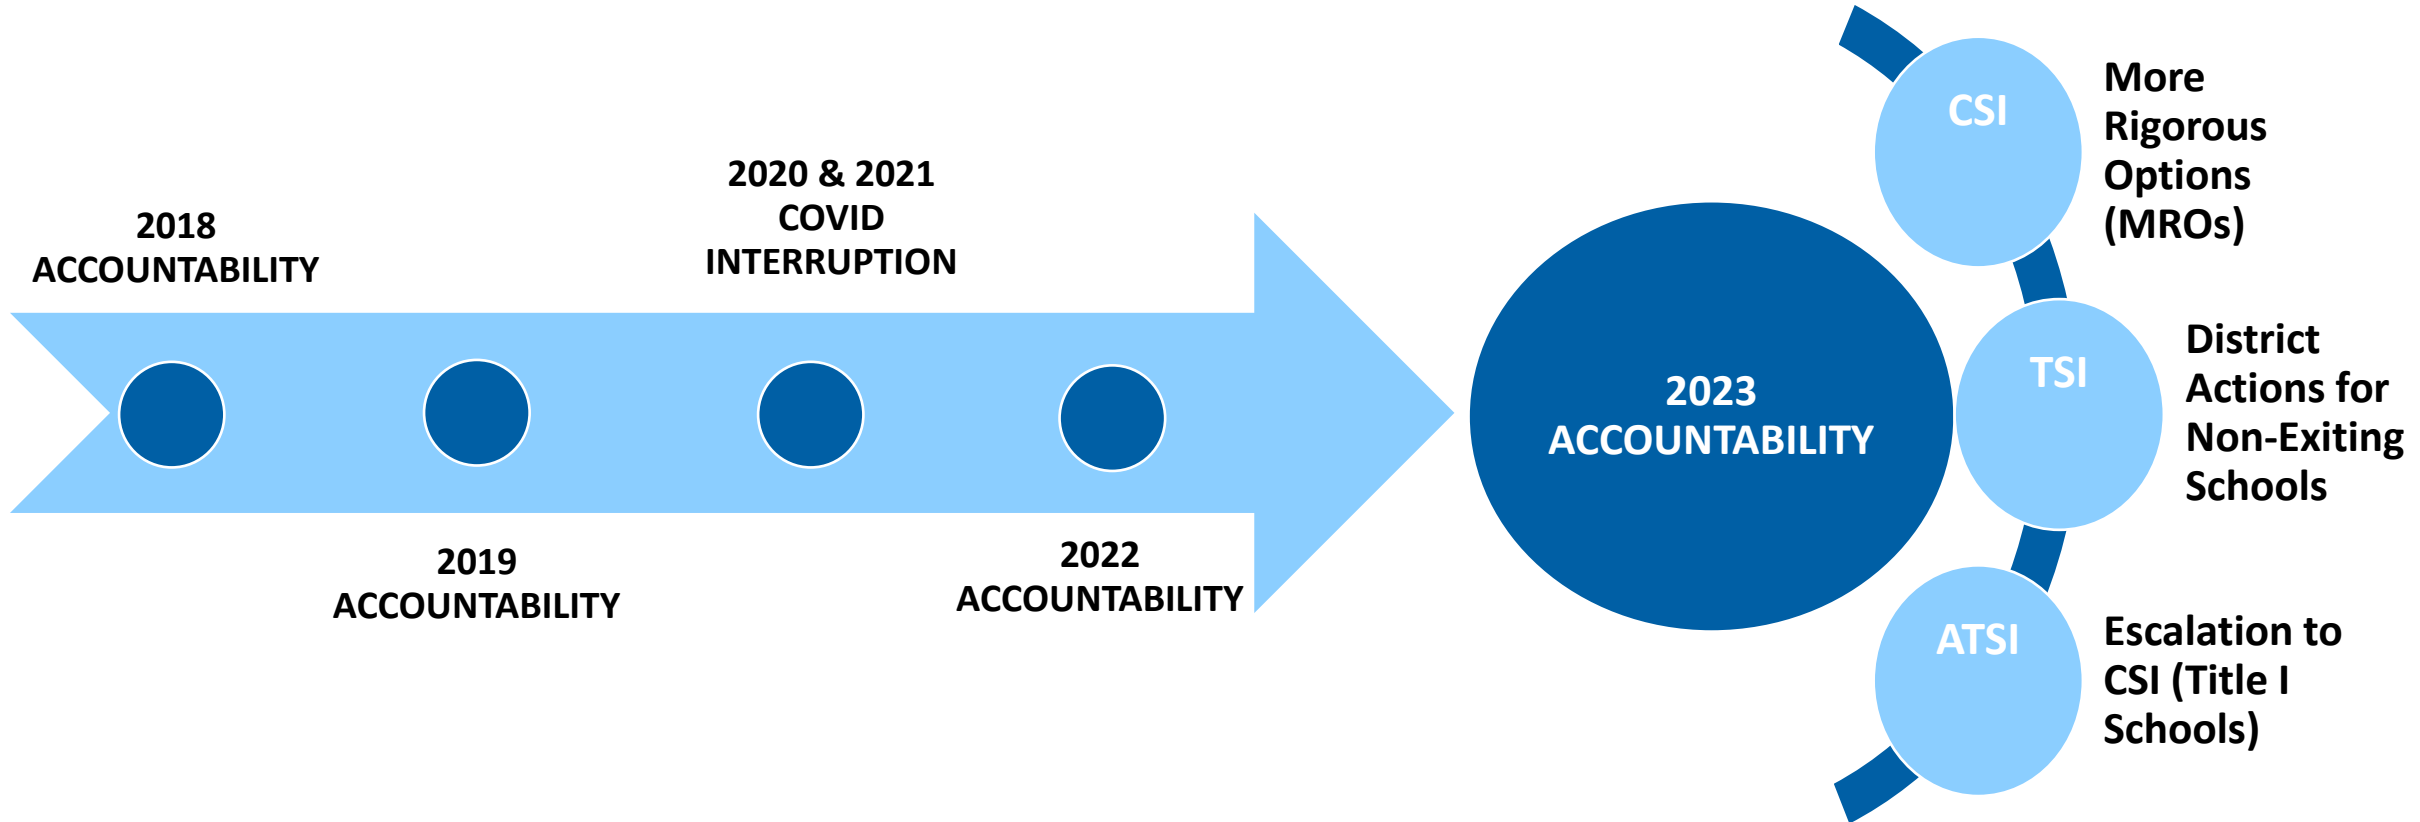 2018
ACCOUNTABILITY
2019
ACCOUNTABILITY
2020 & 2021
COVID
INTERRUPTION
2022
ACCOUNTABILITY
2023
ACCOUNTABILITY
CSI
More
Rigorous
Options
(MROs)
TSI
District
Actions for
Non-Exiting
Schools
ATSI
Escalation to
CSI (Title I
Schools)